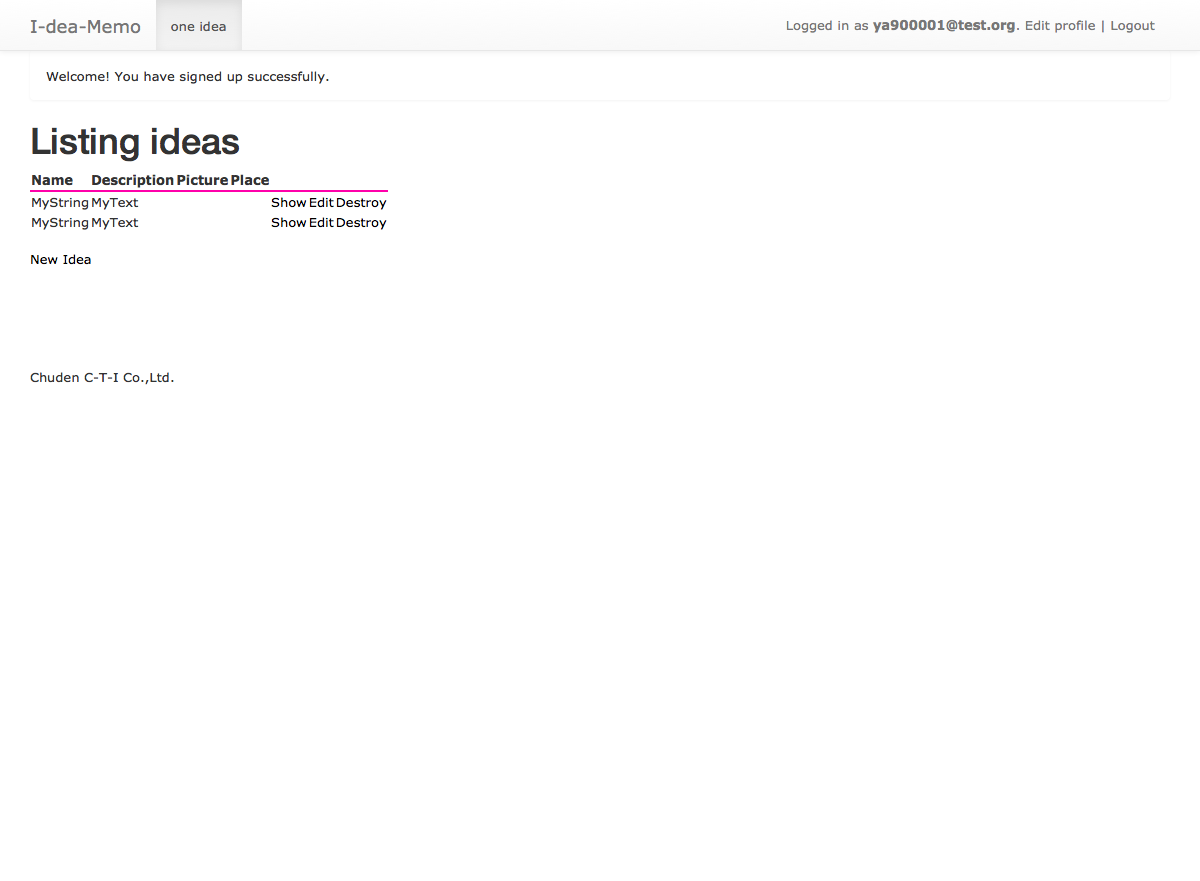 I-dea-Memo one idea Logged in as ya900001@test.org. Edit profile | Logout
Welcome! You have signed up successfully.
Listing ideas
Name Description Picture Place
MyString MyText Show Edit Destroy
MyString MyText Show Edit Destroy
New Idea
Chuden C-T-I Co.,Ltd.